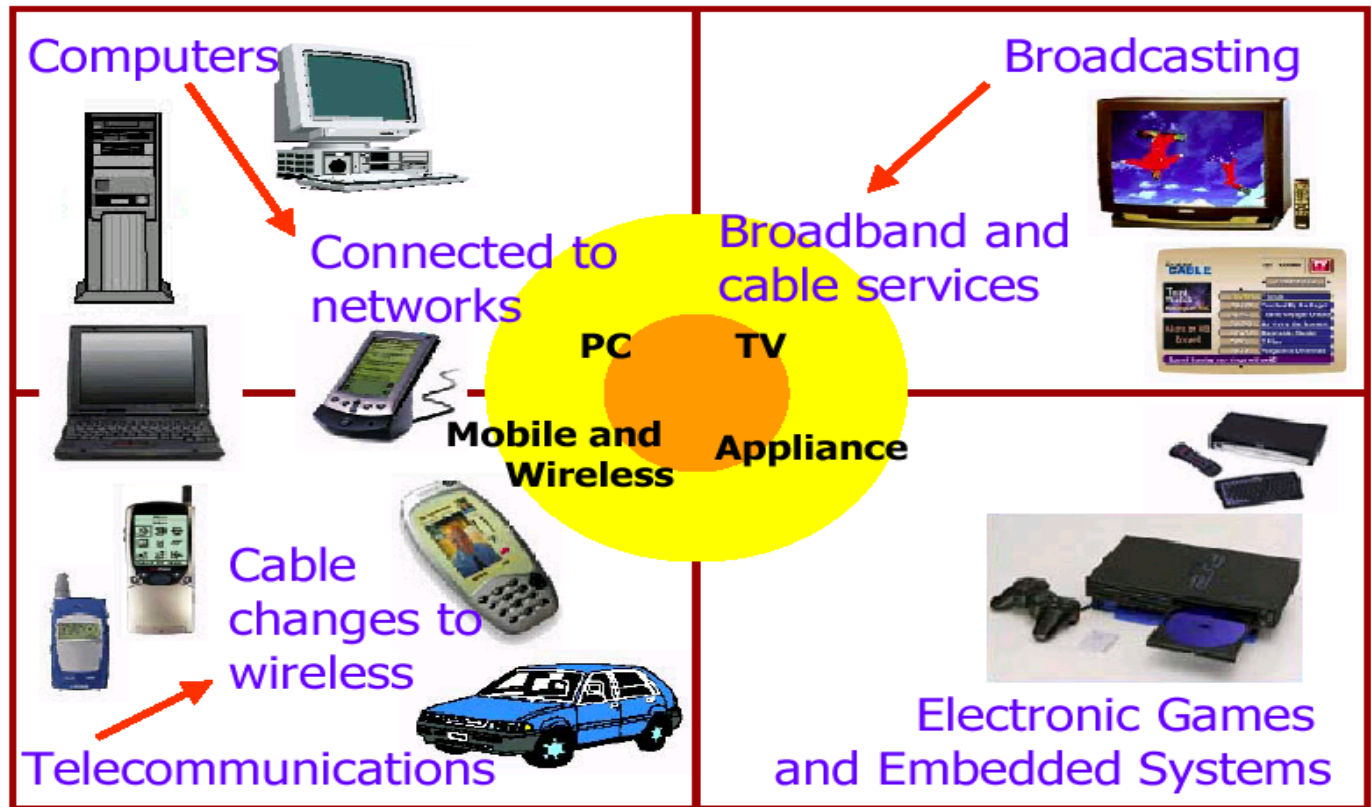 Computers
Connected to
networks
Broadcasting
Broadband and
cable services
CABLE
PC
TV
Mobile and
Wireless
Appliance
Cable
changes to
wireless
Telecommunications
Electronic Games
and Embedded Systems